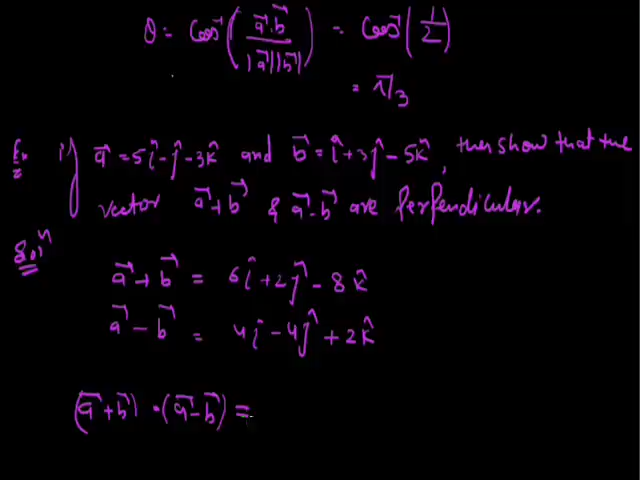 θ = cos⁻¹( a⃗.b⃗ / |a⃗||b⃗| ) = cos⁻¹( 1/2 )
= π/3
Ex If a⃗ = 5î - ĵ - 3k̂ and b⃗ = î + 3ĵ - 5k̂, then show that the
vector a⃗+b⃗ & a⃗-b⃗ are perpendicular.
Solⁿ
a⃗ + b⃗ = 6î + 2ĵ - 8k̂
a⃗ - b⃗ = 4î - 4ĵ + 2k̂
(a⃗ + b⃗) · (a⃗ - b⃗) =